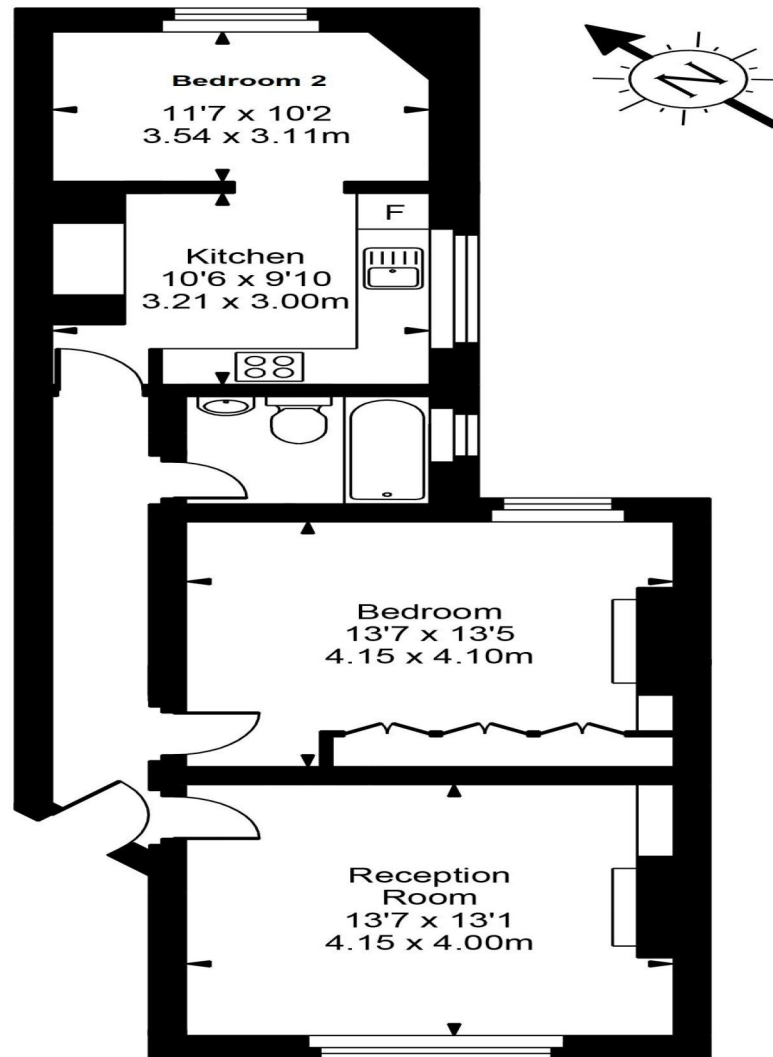 N
Bedroom 2
11'7 x 10'2
3.54 x 3.11m
F
Kitchen
10'6 x 9'10
3.21 x 3.00m
Bedroom
13'7 x 13'5
4.15 x 4.10m
Reception
Room
13'7 x 13'1
4.15 x 4.00m